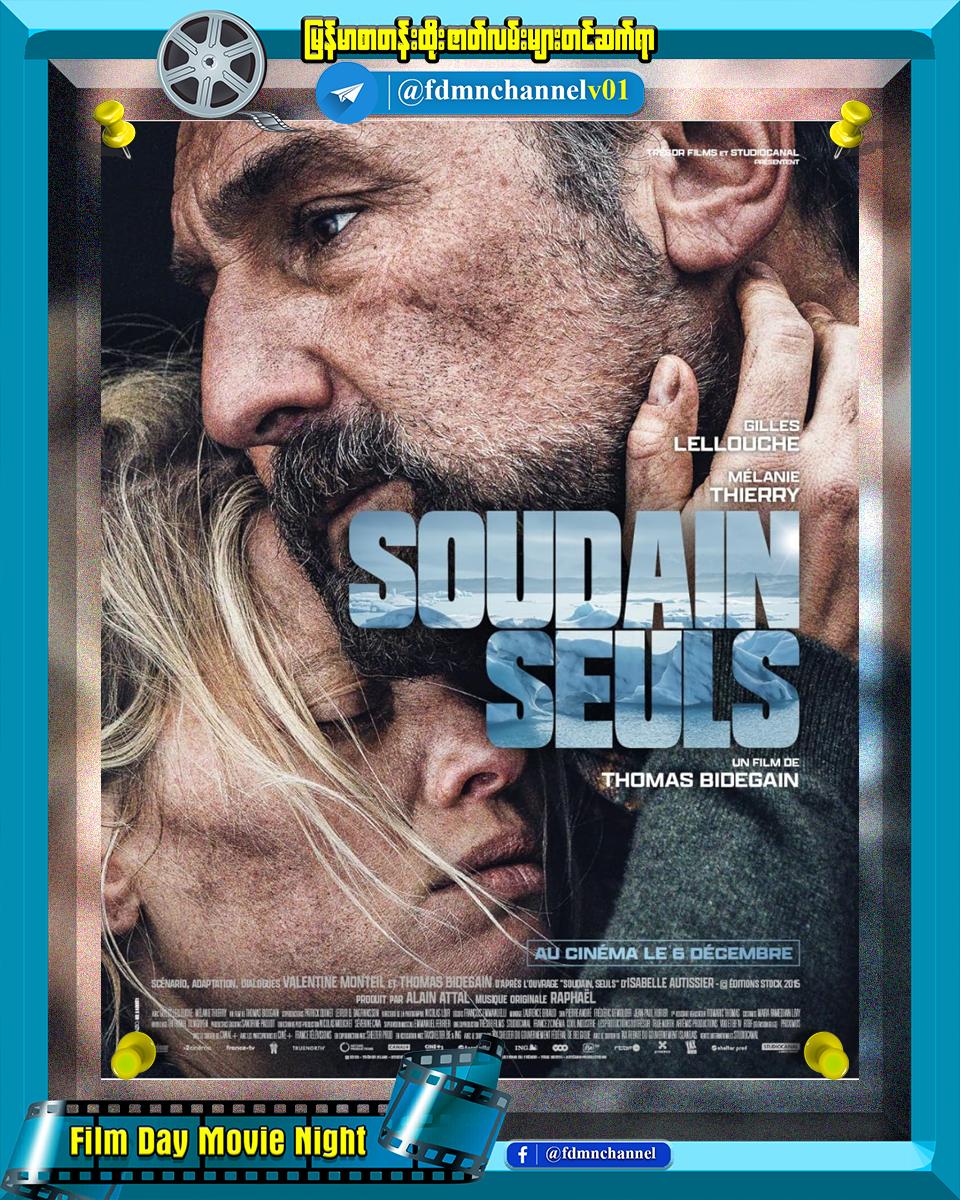 မြန်မာစာတန်းထိုးဇာတ်လမ်းများတင်ဆက်ရာ
@fdmnchannelv01
TRÉSOR FILMS ET STUDIOCANAL
PRÉSENTENT
GILLES
LELLOUCHE
MÉLANIE
THIERRY
SOUDAIN
SEULS
UN FILM DE
THOMAS BIDEGAIN
AU CINÉMA LE 6 DÉCEMBRE
SCÉNARIO, ADAPTATION, DIALOGUES VALENTINE MONTEIL ET THOMAS BIDEGAIN D'APRÈS L'OUVRAGE "SOUDAIN, SEULS" D'ISABELLE AUTISSIER - © ÉDITIONS STOCK 2015
PRODUIT PAR ALAIN ATTAL MUSIQUE ORIGINALE RAPHAËL
Film Day Movie Night
@fdmnchannel